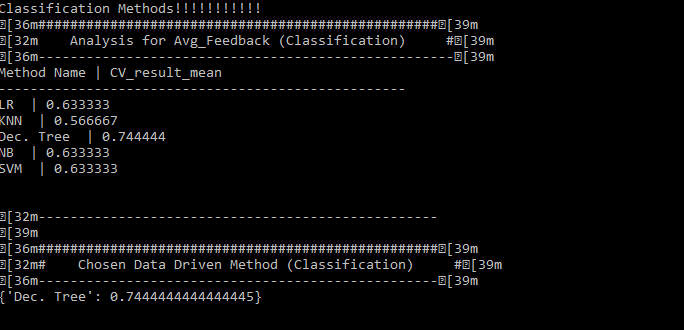 Classification Methods!!!!!!!!!!!
␛[36m##################################################␛[39m
␛[32m    Analysis for Avg_Feedback (Classification)     #␛[39m
␛[36m----------------------------------------------------␛[39m
Method Name | CV_result_mean
---------------------------------------------------
LR  | 0.633333
KNN  | 0.566667
Dec. Tree  | 0.744444
NB  | 0.633333
SVM  | 0.633333
␛[32m--------------------------------------------------
␛[39m
␛[36m##################################################␛[39m
␛[32m#    Chosen Data Driven Method (Classification)     #␛[39m
␛[36m--------------------------------------------------␛[39m
{'Dec. Tree': 0.7444444444444445}